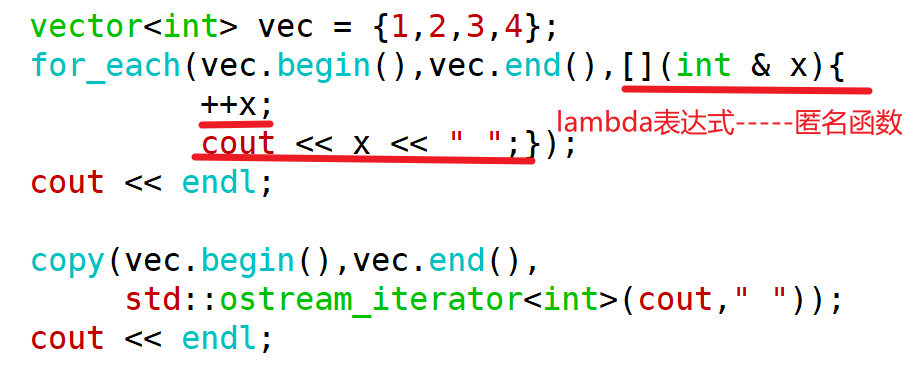 vector<int> vec = {1,2,3,4};
for_each(vec.begin(),vec.end(),[](int & x){
++x;
lambda表达式-----匿名函数
cout << x << " ";});
cout << endl;
copy(vec.begin(),vec.end(),
std::ostream_iterator<int>(cout," "));
cout << endl;